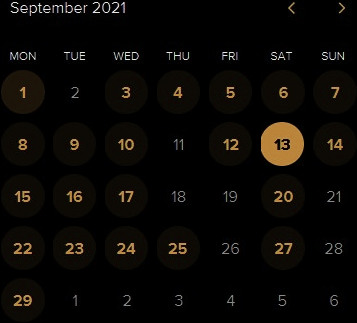 September 2021
MON TUE WED THU FRI SAT SUN
1 2 3 4 5 6 7
8 9 10 11 12 13 14
15 16 17 18 19 20 21
22 23 24 25 26 27 28
29 1 2 3 4 5 6